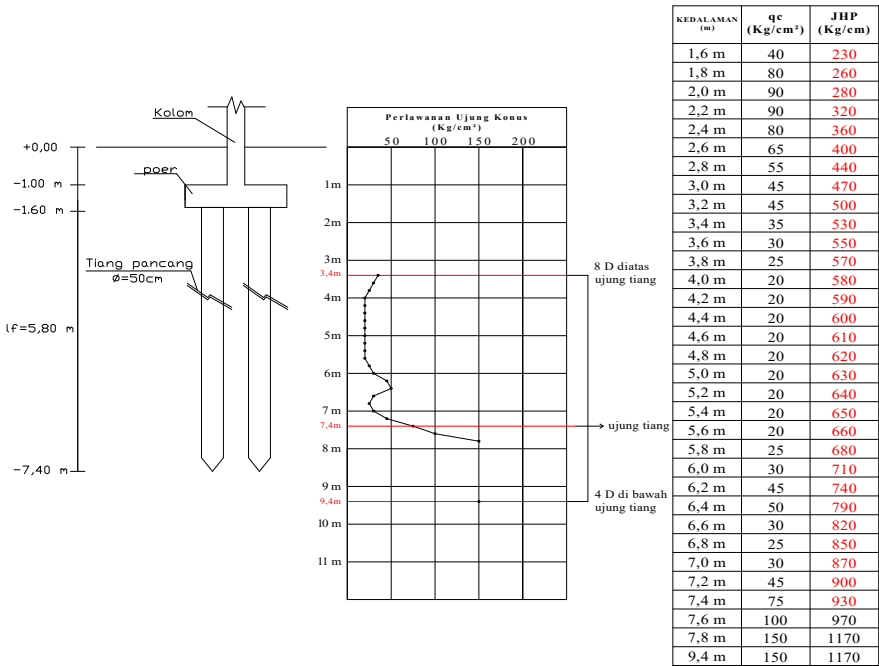 Kolom
+0,00
-1.00 m
poer
-1.60 m
Tiang pancang
Ø=50cm
lf=5,80 m
-7,40 m
Perlawanan Ujung Konus
(Kg/cm²)
50 100 150 200
1m
2m
3m
3,4m
4m
5m
6m
7 m
7,4m
8 m
9 m
9,4m
10 m
11 m
8 D diatas
ujung tiang
ujung tiang
4 D di bawah
ujung tiang
KEDALAMAN (m) qc (Kg/cm²) JHP (Kg/cm)
1,6 m 40 230
1,8 m 80 260
2,0 m 90 280
2,2 m 90 320
2,4 m 80 360
2,6 m 65 400
2,8 m 55 440
3,0 m 45 470
3,2 m 45 500
3,4 m 35 530
3,6 m 30 550
3,8 m 25 570
4,0 m 20 580
4,2 m 20 590
4,4 m 20 600
4,6 m 20 610
4,8 m 20 620
5,0 m 20 630
5,2 m 20 640
5,4 m 20 650
5,6 m 20 660
5,8 m 25 680
6,0 m 30 710
6,2 m 45 740
6,4 m 50 790
6,6 m 30 820
6,8 m 25 850
7,0 m 30 870
7,2 m 45 900
7,4 m 75 930
7,6 m 100 970
7,8 m 150 1170
9,4 m 150 1170